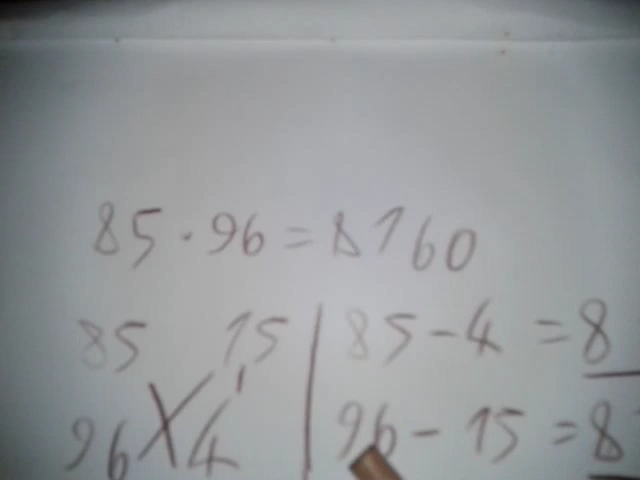 85 · 96 = 8160
85 15 | 85 - 4 = 8
96 X 4 | 96 - 15 = 8